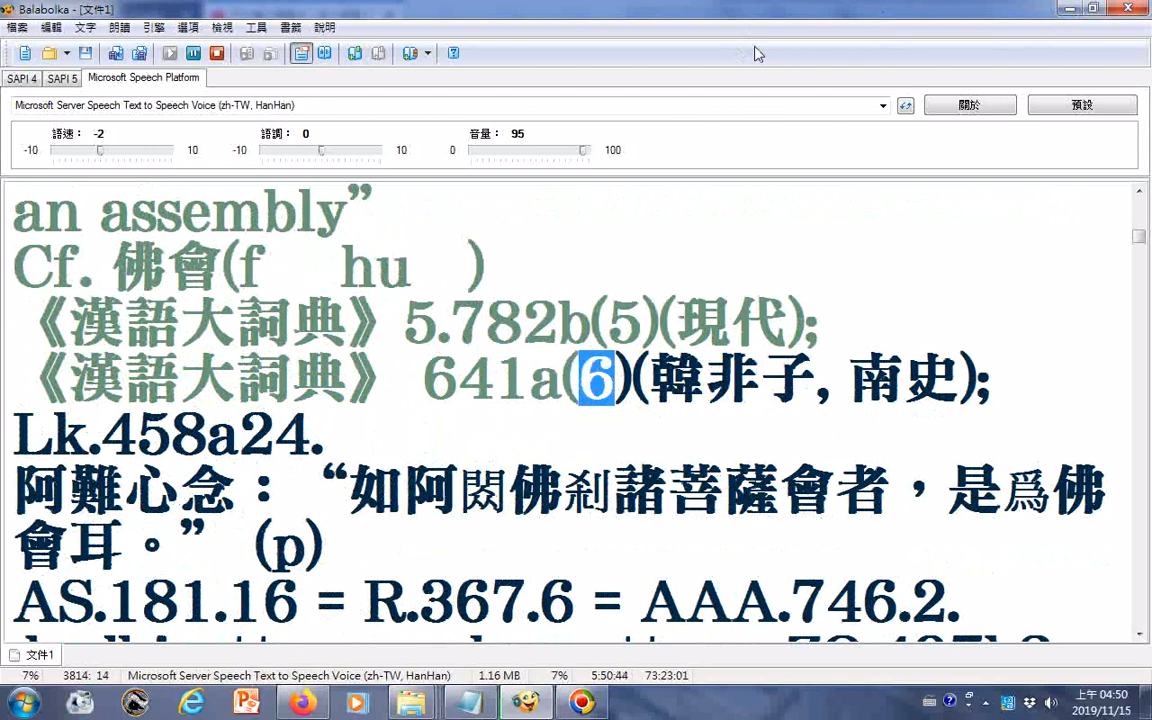 Balabolka - [文件1]
檔案 編輯 文字 朗讀 引擎 選項 檢視 工具 書籤 說明
SAPI 4 SAPI 5 Microsoft Speech Platform
Microsoft Server Speech Text to Speech Voice (zh-TW, HanHan) 關於 預設
語速： -2 語調： 0 音量： 95
-10 10 -10 10 0 100
an assembly”
Cf. 佛會(f hu )
《漢語大詞典》 5.782b(5)(現代);
《漢語大詞典》 641a(6)(韓非子, 南史);
Lk.458a24.
阿難心念：“如阿閦佛剎諸菩薩會者，是爲佛
會耳。” (p)
AS.181.16 = R.367.6 = AAA.746.2.
文件1
7% 3814: 14 Microsoft Server Speech Text to Speech Voice (zh-TW, HanHan) 1.16 MB 7% 5:50:44 73:23:01
上午 04:50
2019/11/15